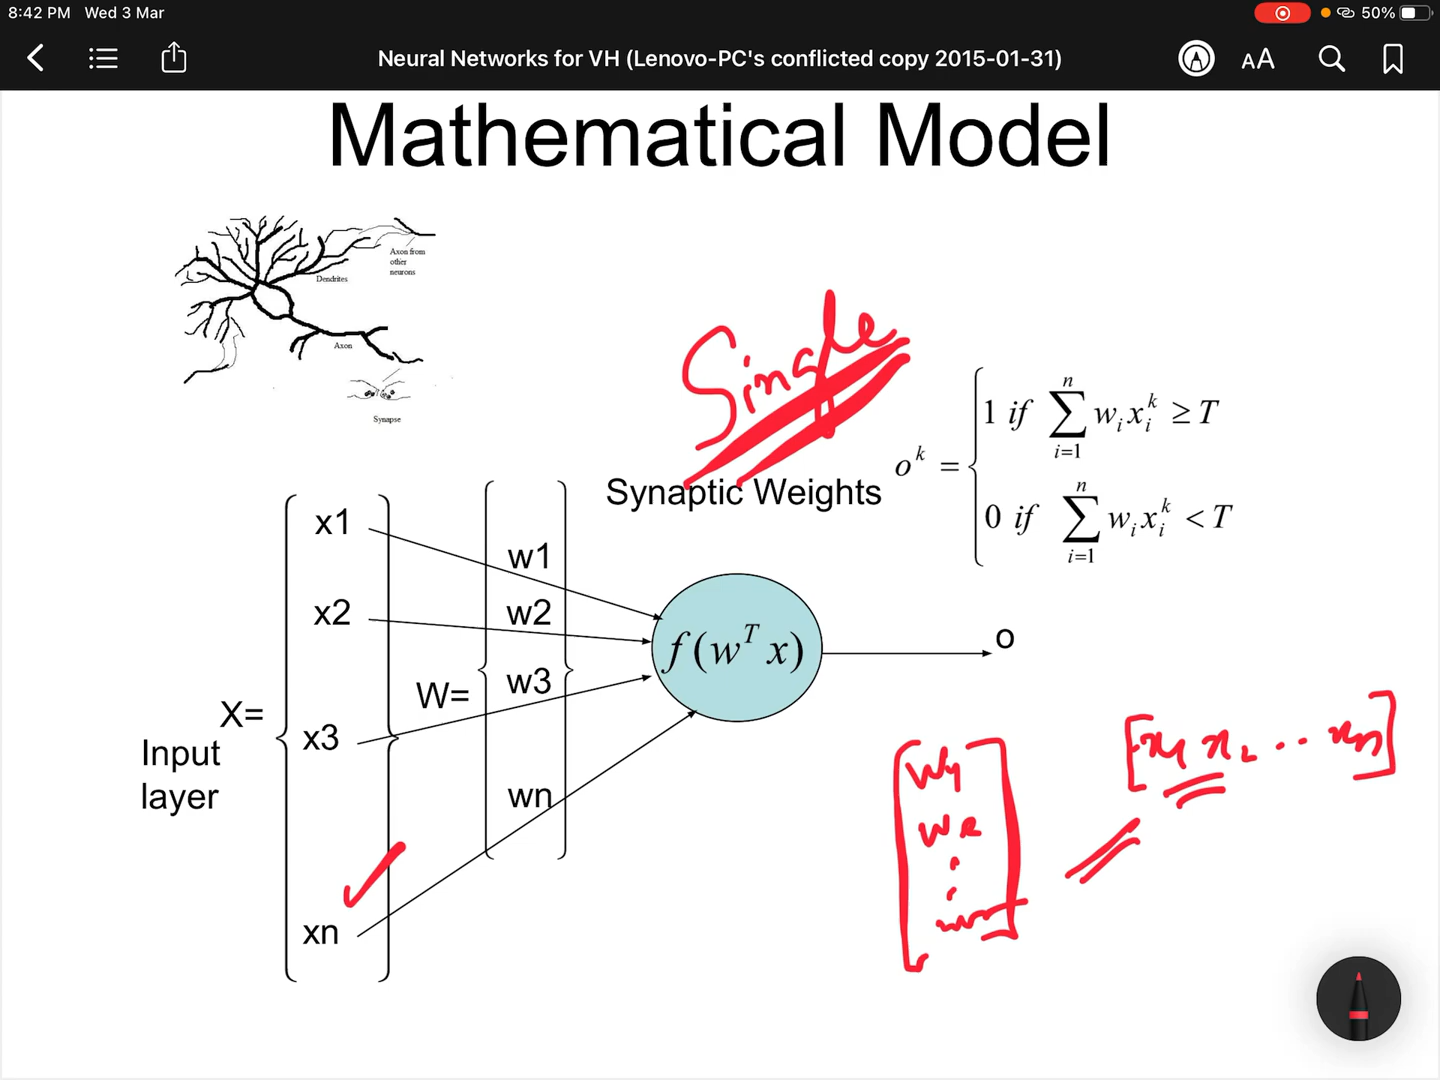 8:42 PM Wed 3 Mar
50%
Neural Networks for VH (Lenovo-PC's conflicted copy 2015-01-31)
AA
Mathematical Model
Axon from
other
neurons
Dendrites
Axon
Synapse
Single
Synaptic Weights
o^k = { 1 if ∑_{i=1}^{n} w_i x_i^k ≥ T
0 if ∑_{i=1}^{n} w_i x_i^k < T
x1
x2
x3
xn
X=
Input
layer
W=
w1
w2
w3
wn
f(w^T x)
o
[x1 x2 .. xn]
w1
w2